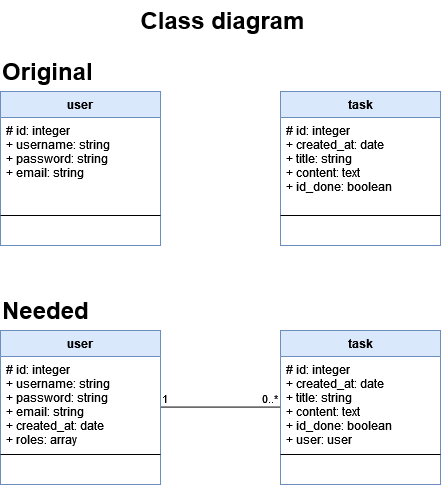 Class diagram
Original
user
# id: integer
+ username: string
+ password: string
+ email: string
task
# id: integer
+ created_at: date
+ title: string
+ content: text
+ id_done: boolean
Needed
user
# id: integer
+ username: string
+ password: string
+ email: string
+ created_at: date
+ roles: array
1
0..*
task
# id: integer
+ created_at: date
+ title: string
+ content: text
+ id_done: boolean
+ user: user